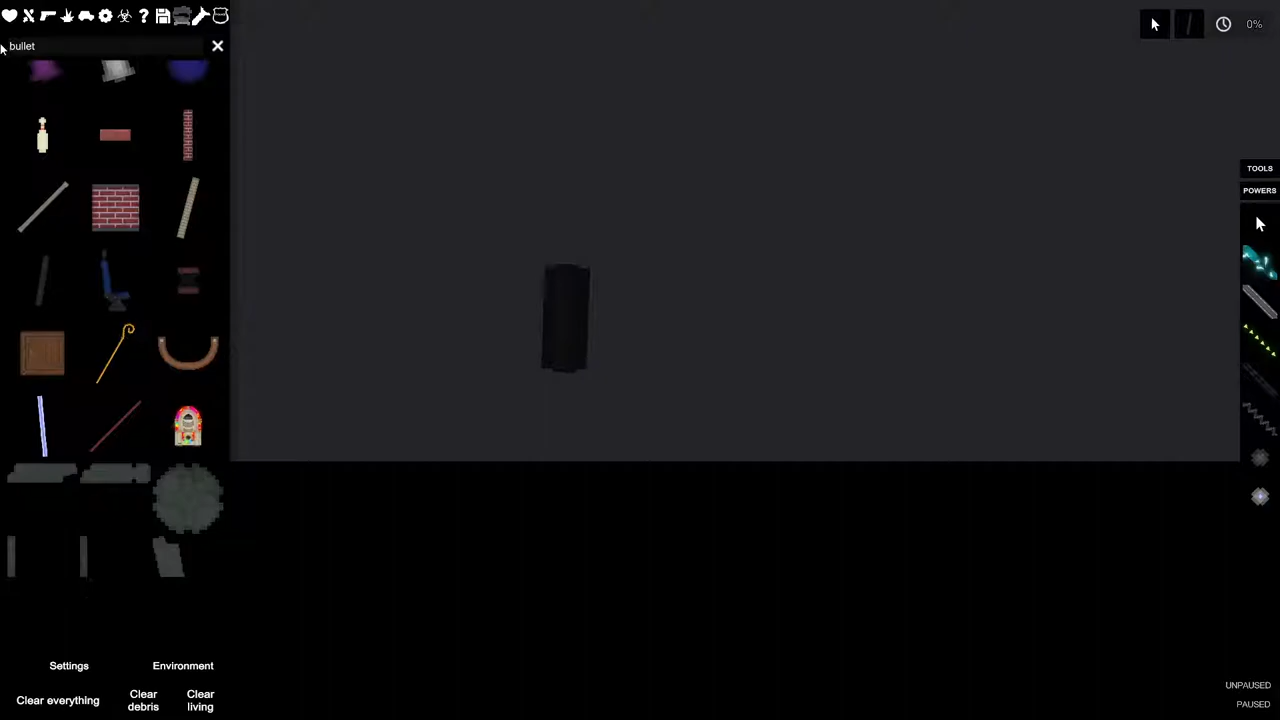 bullet
0%
TOOLS
POWERS
Settings
Environment
Clear everything
Clear
debris
Clear
living
UNPAUSED
PAUSED